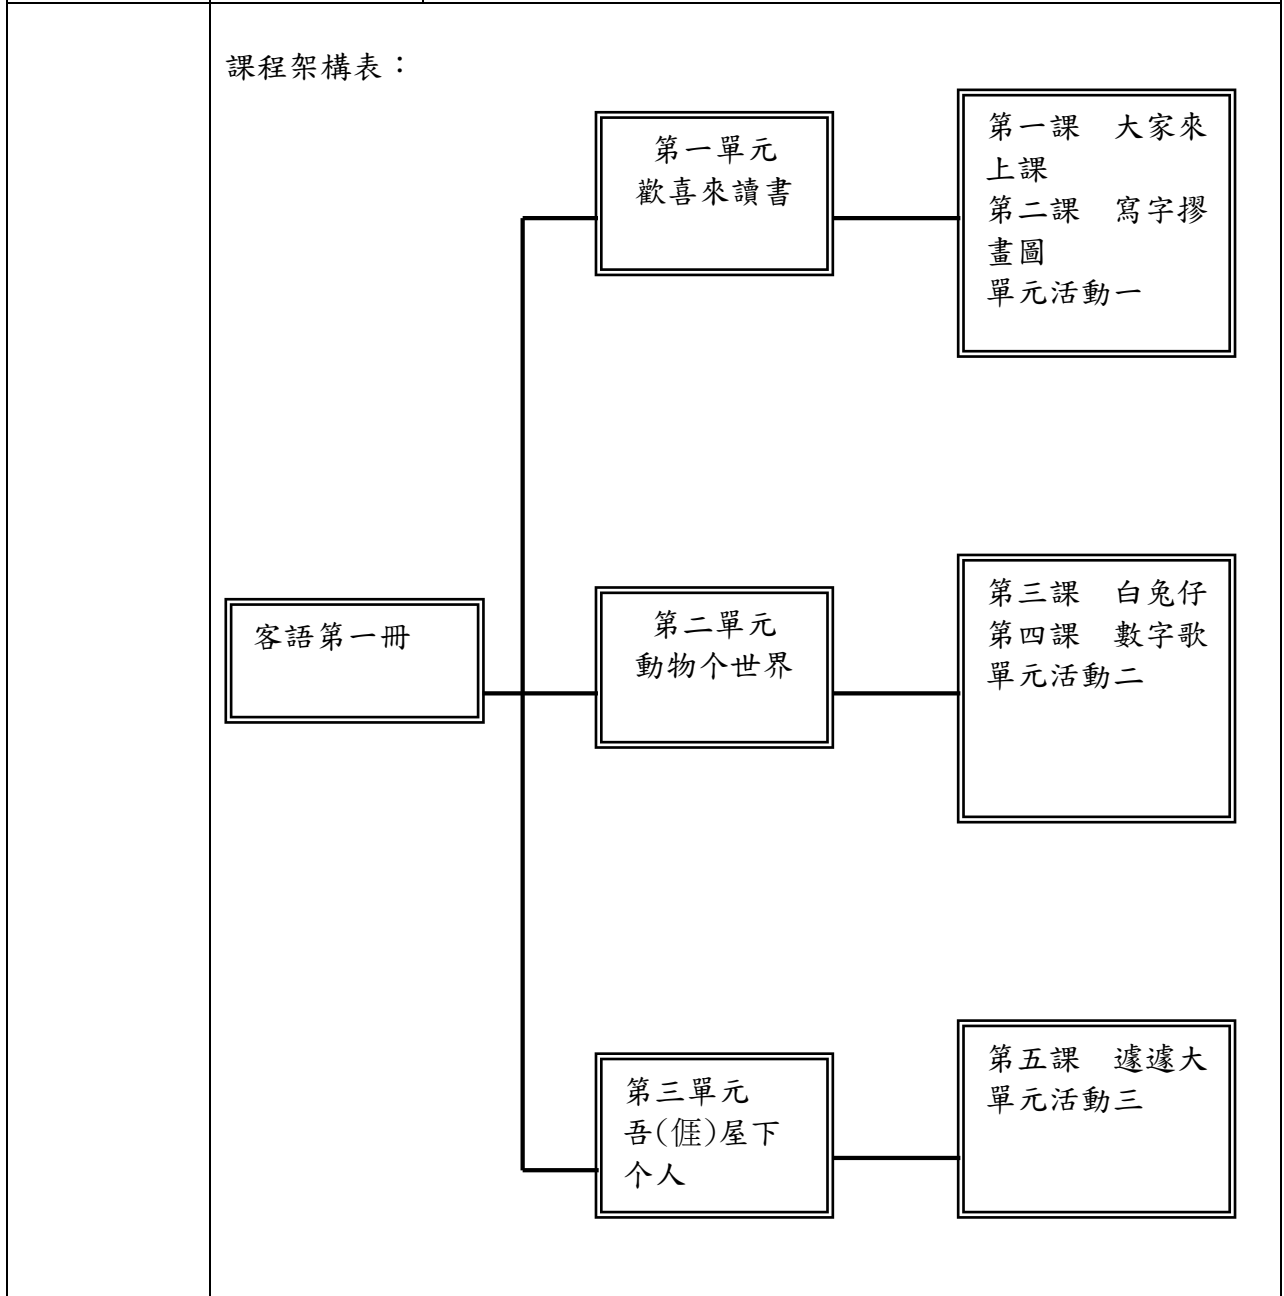 課程架構表：
客語第一冊
第一單元
歡喜來讀書
第一課　大家來
上課
第二課　寫字摎
畫圖
單元活動一
第二單元
動物个世界
第三課　白兔仔
第四課　數字歌
單元活動二
第三單元
吾(𠊎)屋下
个人
第五課　遽遽大
單元活動三